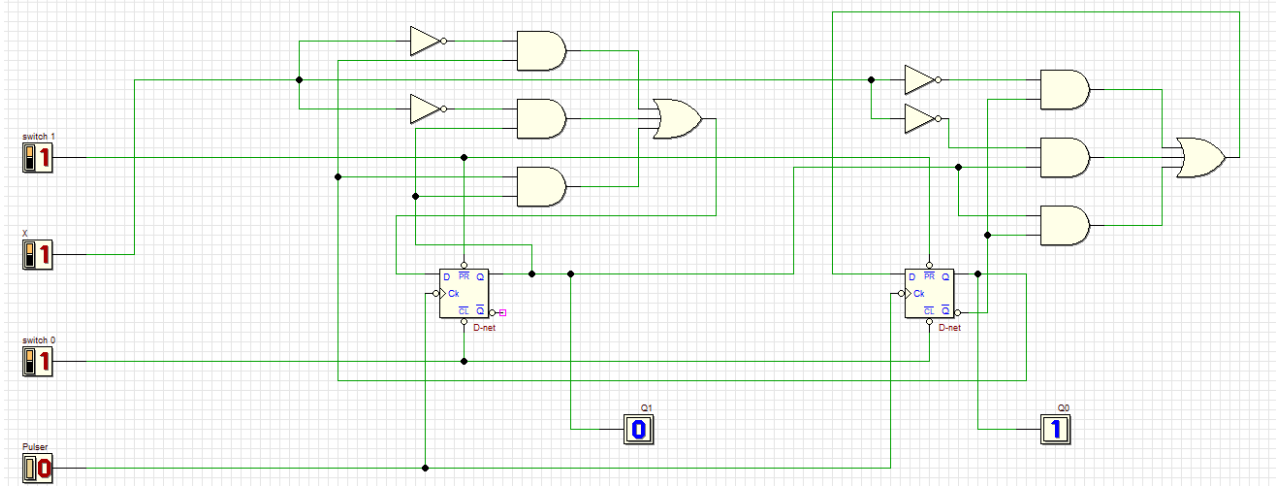 switch 1
1
X
1
switch 0
1
Pulser
0
D PR Q
Ck
CL Q
D-net
D PR Q
Ck
CL Q
D-net
Q1
0
Q0
1